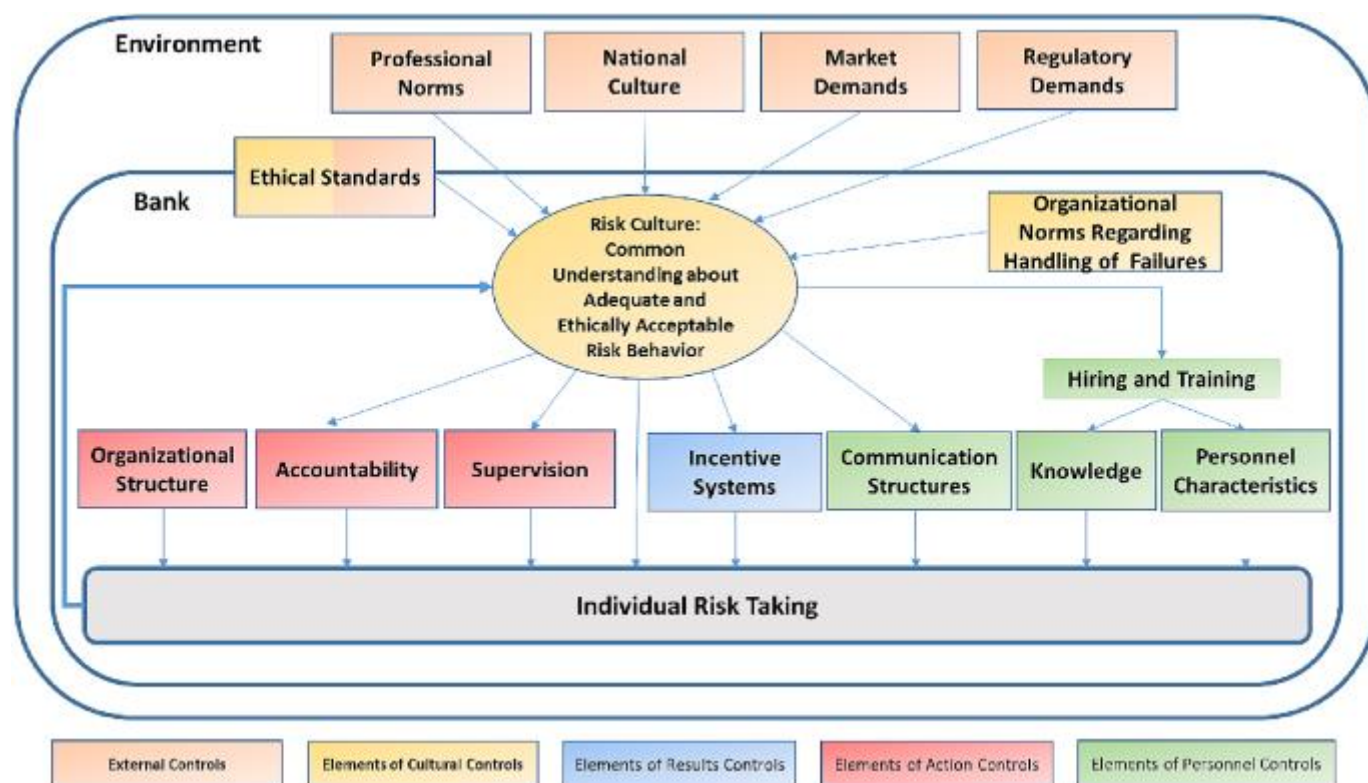 Environment
Professional
Norms
National
Culture
Market
Demands
Regulatory
Demands
Ethical Standards
Bank
Risk Culture:
Common
Understanding about
Adequate and
Ethically Acceptable
Risk Behavior
Organizational
Norms Regarding
Handling of Failures
Hiring and Training
Organizational
Structure
Accountability
Supervision
Incentive
Systems
Communication
Structures
Knowledge
Personnel
Characteristics
Individual Risk Taking
External Controls
Elements of Cultural Controls
Elements of Results Controls
Elements of Action Controls
Elements of Personnel Controls